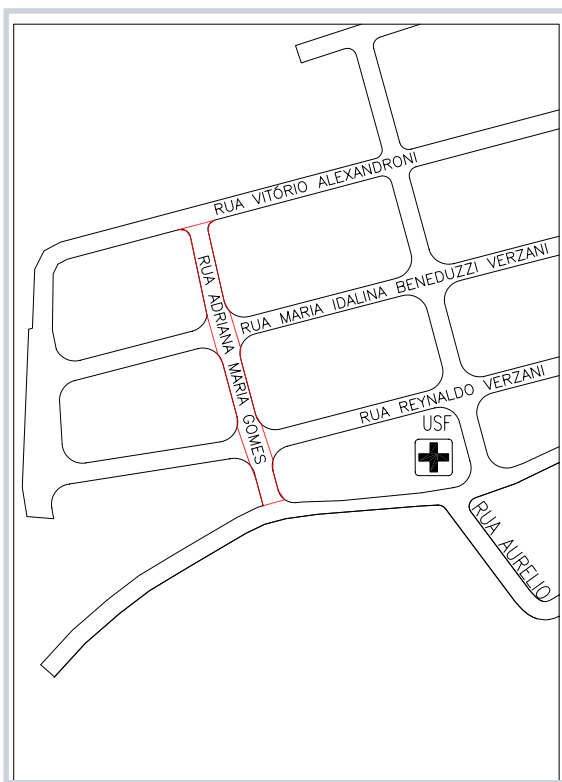 RUA VITÓRIO ALEXANDRONI
RUA MARIA IDALINA BENEDUZZI VERZANI
RUA ADRIANA MARIA GOMES
RUA REYNALDO VERZANI
USF
RUA AURELIO